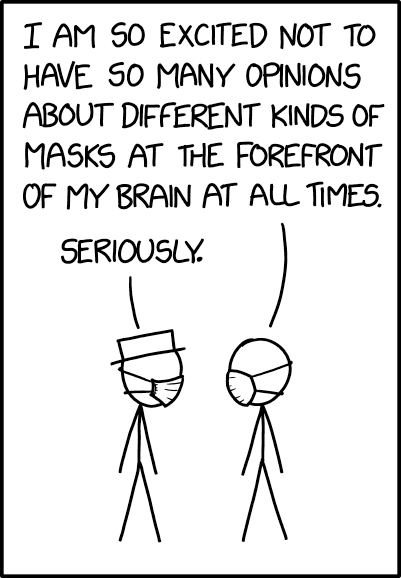 I AM SO EXCITED NOT TO
HAVE SO MANY OPINIONS
ABOUT DIFFERENT KINDS OF
MASKS AT THE FOREFRONT
OF MY BRAIN AT ALL TIMES.
SERIOUSLY.